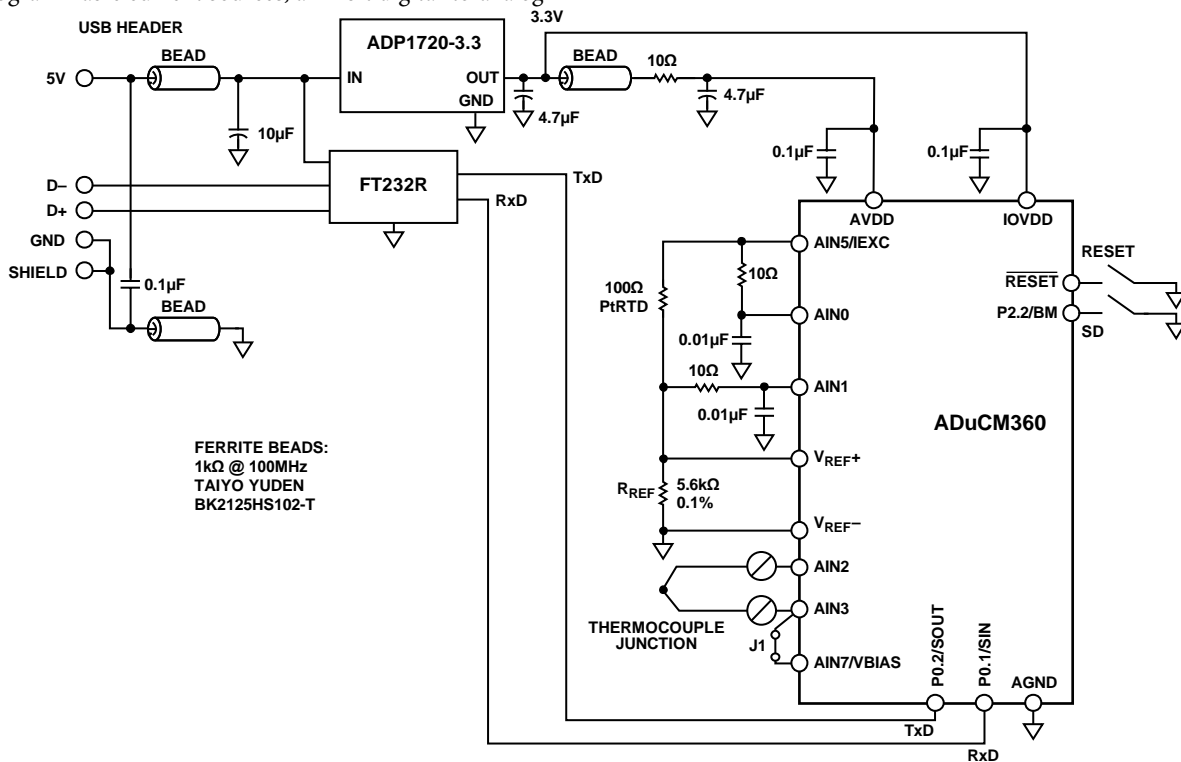 USB HEADER
3.3V
ADP1720-3.3
BEAD
BEAD
10Ω
5V
IN
OUT
GND
4.7µF
4.7µF
10µF
0.1µF
0.1µF
TxD
FT232R
RxD
D–
D+
AVDD
IOVDD
GND
AIN5/IEXC
RESET
SHIELD
10Ω
RESET
0.1µF
100Ω
PtRTD
BEAD
AIN0
P2.2/BM
SD
0.01µF
10Ω
AIN1
0.01µF
ADuCM360
FERRITE BEADS:
1kΩ @ 100MHz
TAIYO YUDEN
BK2125HS102-T
VREF+
RREF
5.6kΩ
0.1%
VREF–
AIN2
AIN3
THERMOCOUPLE
JUNCTION
J1
AIN7/VBIAS
P0.2/SOUT
P0.1/SIN
AGND
TxD
RxD